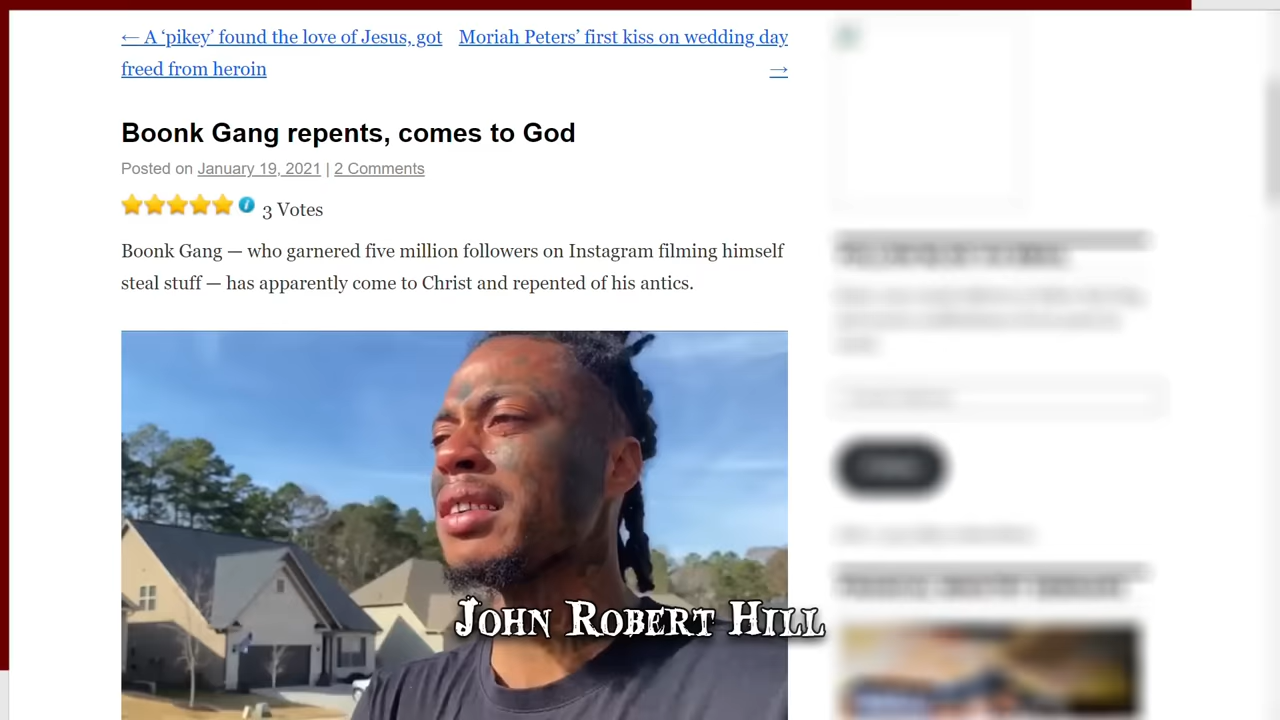 ← A ‘pikey’ found the love of Jesus, got
freed from heroin
Moriah Peters’ first kiss on wedding day
→
Boonk Gang repents, comes to God
Posted on January 19, 2021 | 2 Comments
i 3 Votes
Boonk Gang — who garnered five million followers on Instagram filming himself
steal stuff — has apparently come to Christ and repented of his antics.
John Robert Hill